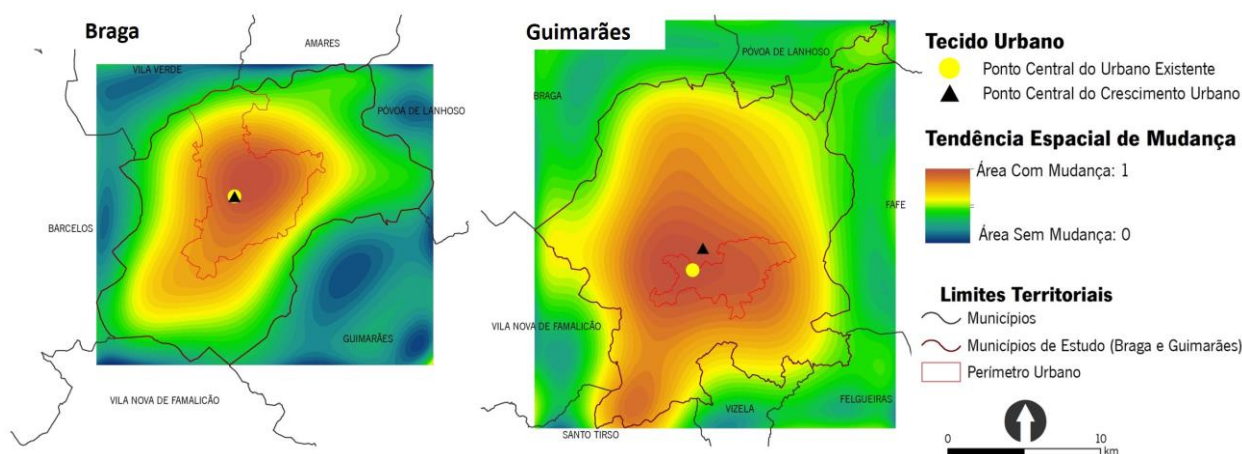 Braga
AMARES
VILA VERDE
PÓVOA DE LANHOSO
BARCELOS
GUIMARÃES
VILA NOVA DE FAMALICÃO
Guimarães
PÓVOA DE LANHOSO
BRAGA
FAFE
VILA NOVA DE FAMALICÃO
FELGUEIRAS
VIZELA
SANTO TIRSO
Tecido Urbano
Ponto Central do Urbano Existente
Ponto Central do Crescimento Urbano
Tendência Espacial de Mudança
Área Com Mudança: 1
Área Sem Mudança: 0
Limites Territoriais
Municípios
Municípios de Estudo (Braga e Guimarães)
Perímetro Urbano
0 10
km